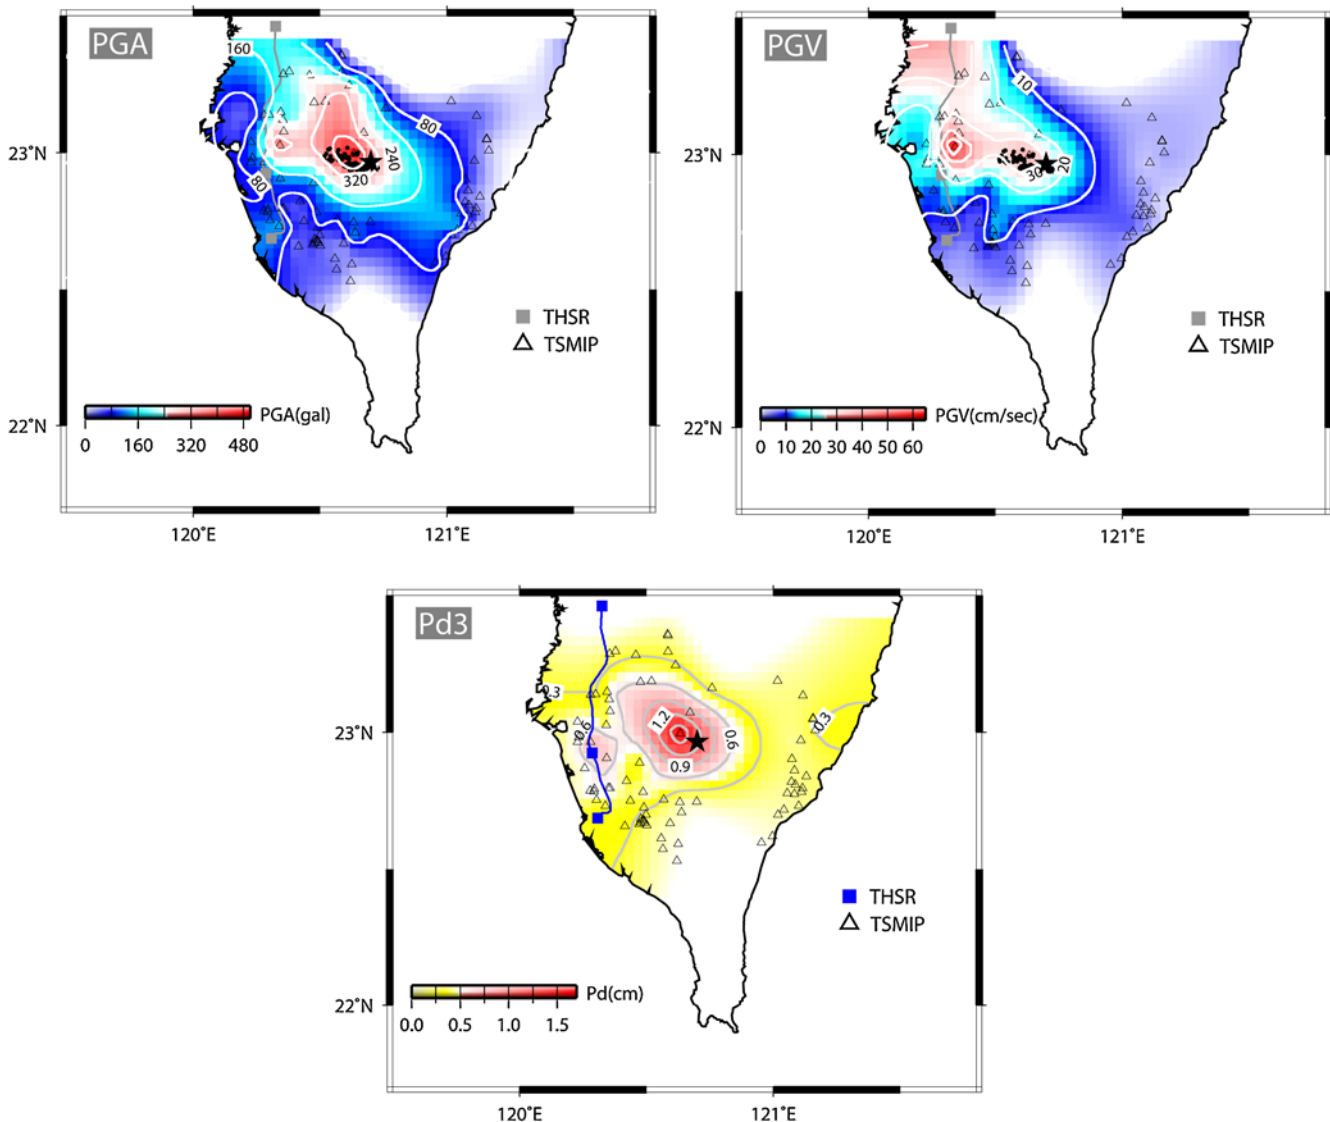 PGA
160
80
23°N
240
320
80
THSR
TSMIP
PGA(gal)
0 160 320 480
22°N
120°E 121°E
PGV
10
23°N
20
30
THSR
TSMIP
PGV(cm/sec)
0 10 20 30 40 50 60
22°N
120°E 121°E
Pd3
0.3
0.3
1.2
0.6
0.6
23°N
0.9
THSR
TSMIP
Pd(cm)
0.0 0.5 1.0 1.5
22°N
120°E 121°E